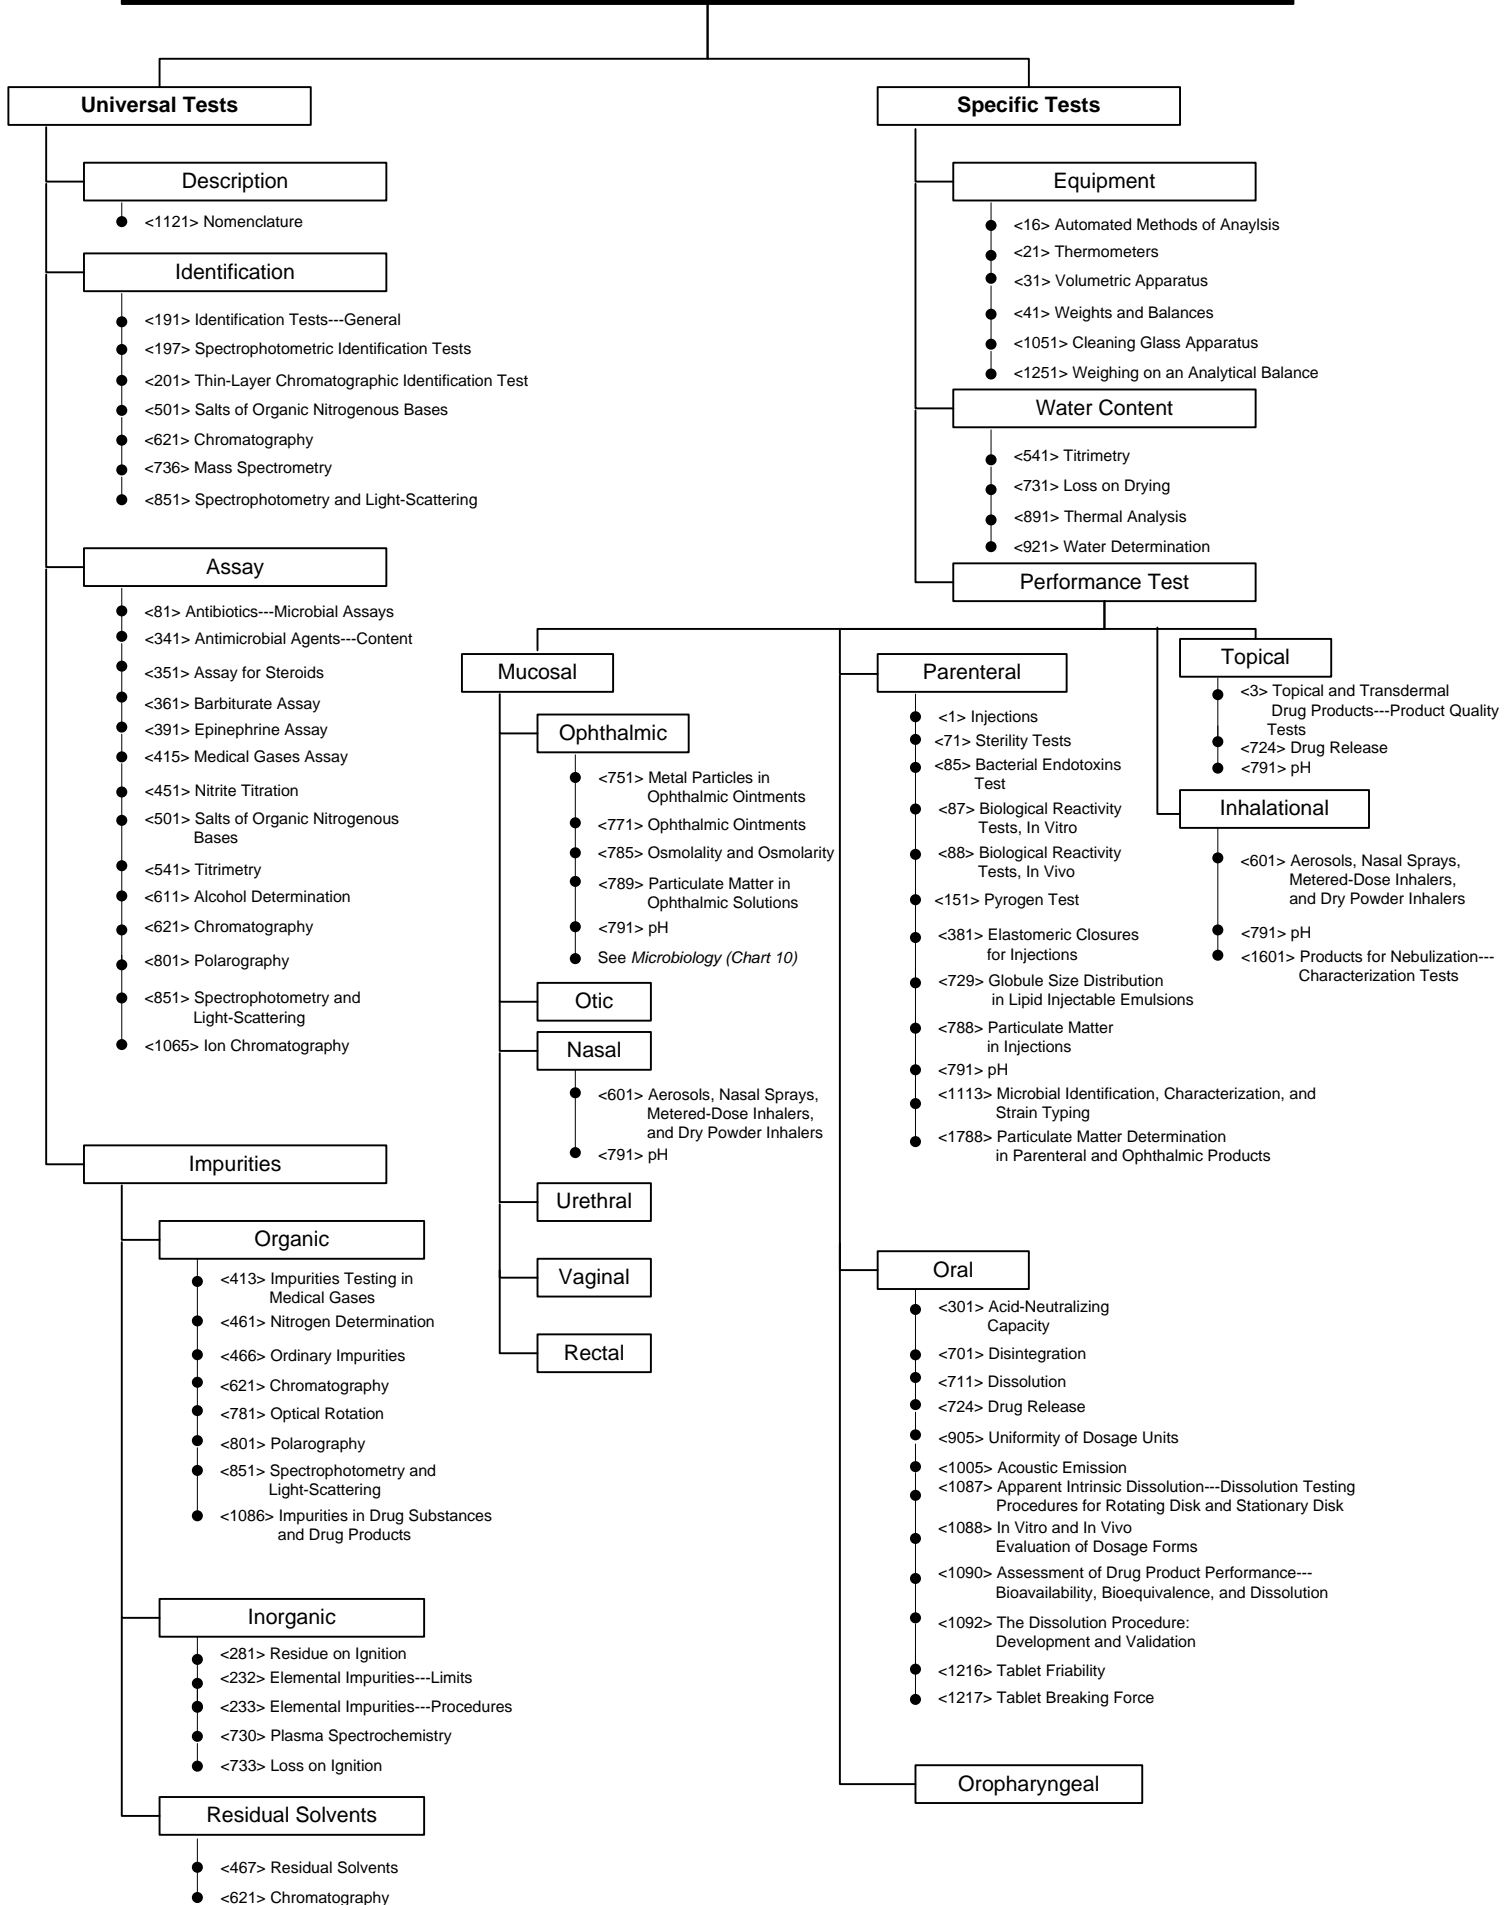 Universal Tests
Description
<1121> Nomenclature
Identification
<191> Identification Tests---General
<197> Spectrophotometric Identification Tests
<201> Thin-Layer Chromatographic Identification Test
<501> Salts of Organic Nitrogenous Bases
<621> Chromatography
<736> Mass Spectrometry
<851> Spectrophotometry and Light-Scattering
Assay
<81> Antibiotics---Microbial Assays
<341> Antimicrobial Agents---Content
<351> Assay for Steroids
<361> Barbiturate Assay
<391> Epinephrine Assay
<415> Medical Gases Assay
<451> Nitrite Titration
<501> Salts of Organic Nitrogenous
Bases
<541> Titrimetry
<611> Alcohol Determination
<621> Chromatography
<801> Polarography
<851> Spectrophotometry and
Light-Scattering
<1065> Ion Chromatography
Impurities
Organic
<413> Impurities Testing in
Medical Gases
<461> Nitrogen Determination
<466> Ordinary Impurities
<621> Chromatography
<781> Optical Rotation
<801> Polarography
<851> Spectrophotometry and
Light-Scattering
<1086> Impurities in Drug Substances
and Drug Products
Inorganic
<281> Residue on Ignition
<232> Elemental Impurities---Limits
<233> Elemental Impurities---Procedures
<730> Plasma Spectrochemistry
<733> Loss on Ignition
Residual Solvents
<467> Residual Solvents
<621> Chromatography
Specific Tests
Equipment
<16> Automated Methods of Anaylsis
<21> Thermometers
<31> Volumetric Apparatus
<41> Weights and Balances
<1051> Cleaning Glass Apparatus
<1251> Weighing on an Analytical Balance
Water Content
<541> Titrimetry
<731> Loss on Drying
<891> Thermal Analysis
<921> Water Determination
Performance Test
Mucosal
Ophthalmic
<751> Metal Particles in
Ophthalmic Ointments
<771> Ophthalmic Ointments
<785> Osmolality and Osmolarity
<789> Particulate Matter in
Ophthalmic Solutions
<791> pH
See Microbiology (Chart 10)
Otic
Nasal
<601> Aerosols, Nasal Sprays,
Metered-Dose Inhalers,
and Dry Powder Inhalers
<791> pH
Urethral
Vaginal
Rectal
Parenteral
<1> Injections
<71> Sterility Tests
<85> Bacterial Endotoxins
Test
<87> Biological Reactivity
Tests, In Vitro
<88> Biological Reactivity
Tests, In Vivo
<151> Pyrogen Test
<381> Elastomeric Closures
for Injections
<729> Globule Size Distribution
in Lipid Injectable Emulsions
<788> Particulate Matter
in Injections
<791> pH
<1113> Microbial Identification, Characterization, and
Strain Typing
<1788> Particulate Matter Determination
in Parenteral and Ophthalmic Products
Oral
<301> Acid-Neutralizing
Capacity
<701> Disintegration
<711> Dissolution
<724> Drug Release
<905> Uniformity of Dosage Units
<1005> Acoustic Emission
<1087> Apparent Intrinsic Dissolution---Dissolution Testing
Procedures for Rotating Disk and Stationary Disk
<1088> In Vitro and In Vivo
Evaluation of Dosage Forms
<1090> Assessment of Drug Product Performance---
Bioavailability, Bioequivalence, and Dissolution
<1092> The Dissolution Procedure:
Development and Validation
<1216> Tablet Friability
<1217> Tablet Breaking Force
Oropharyngeal
Topical
<3> Topical and Transdermal
Drug Products---Product Quality
Tests
<724> Drug Release
<791> pH
Inhalational
<601> Aerosols, Nasal Sprays,
Metered-Dose Inhalers,
and Dry Powder Inhalers
<791> pH
<1601> Products for Nebulization---
Characterization Tests